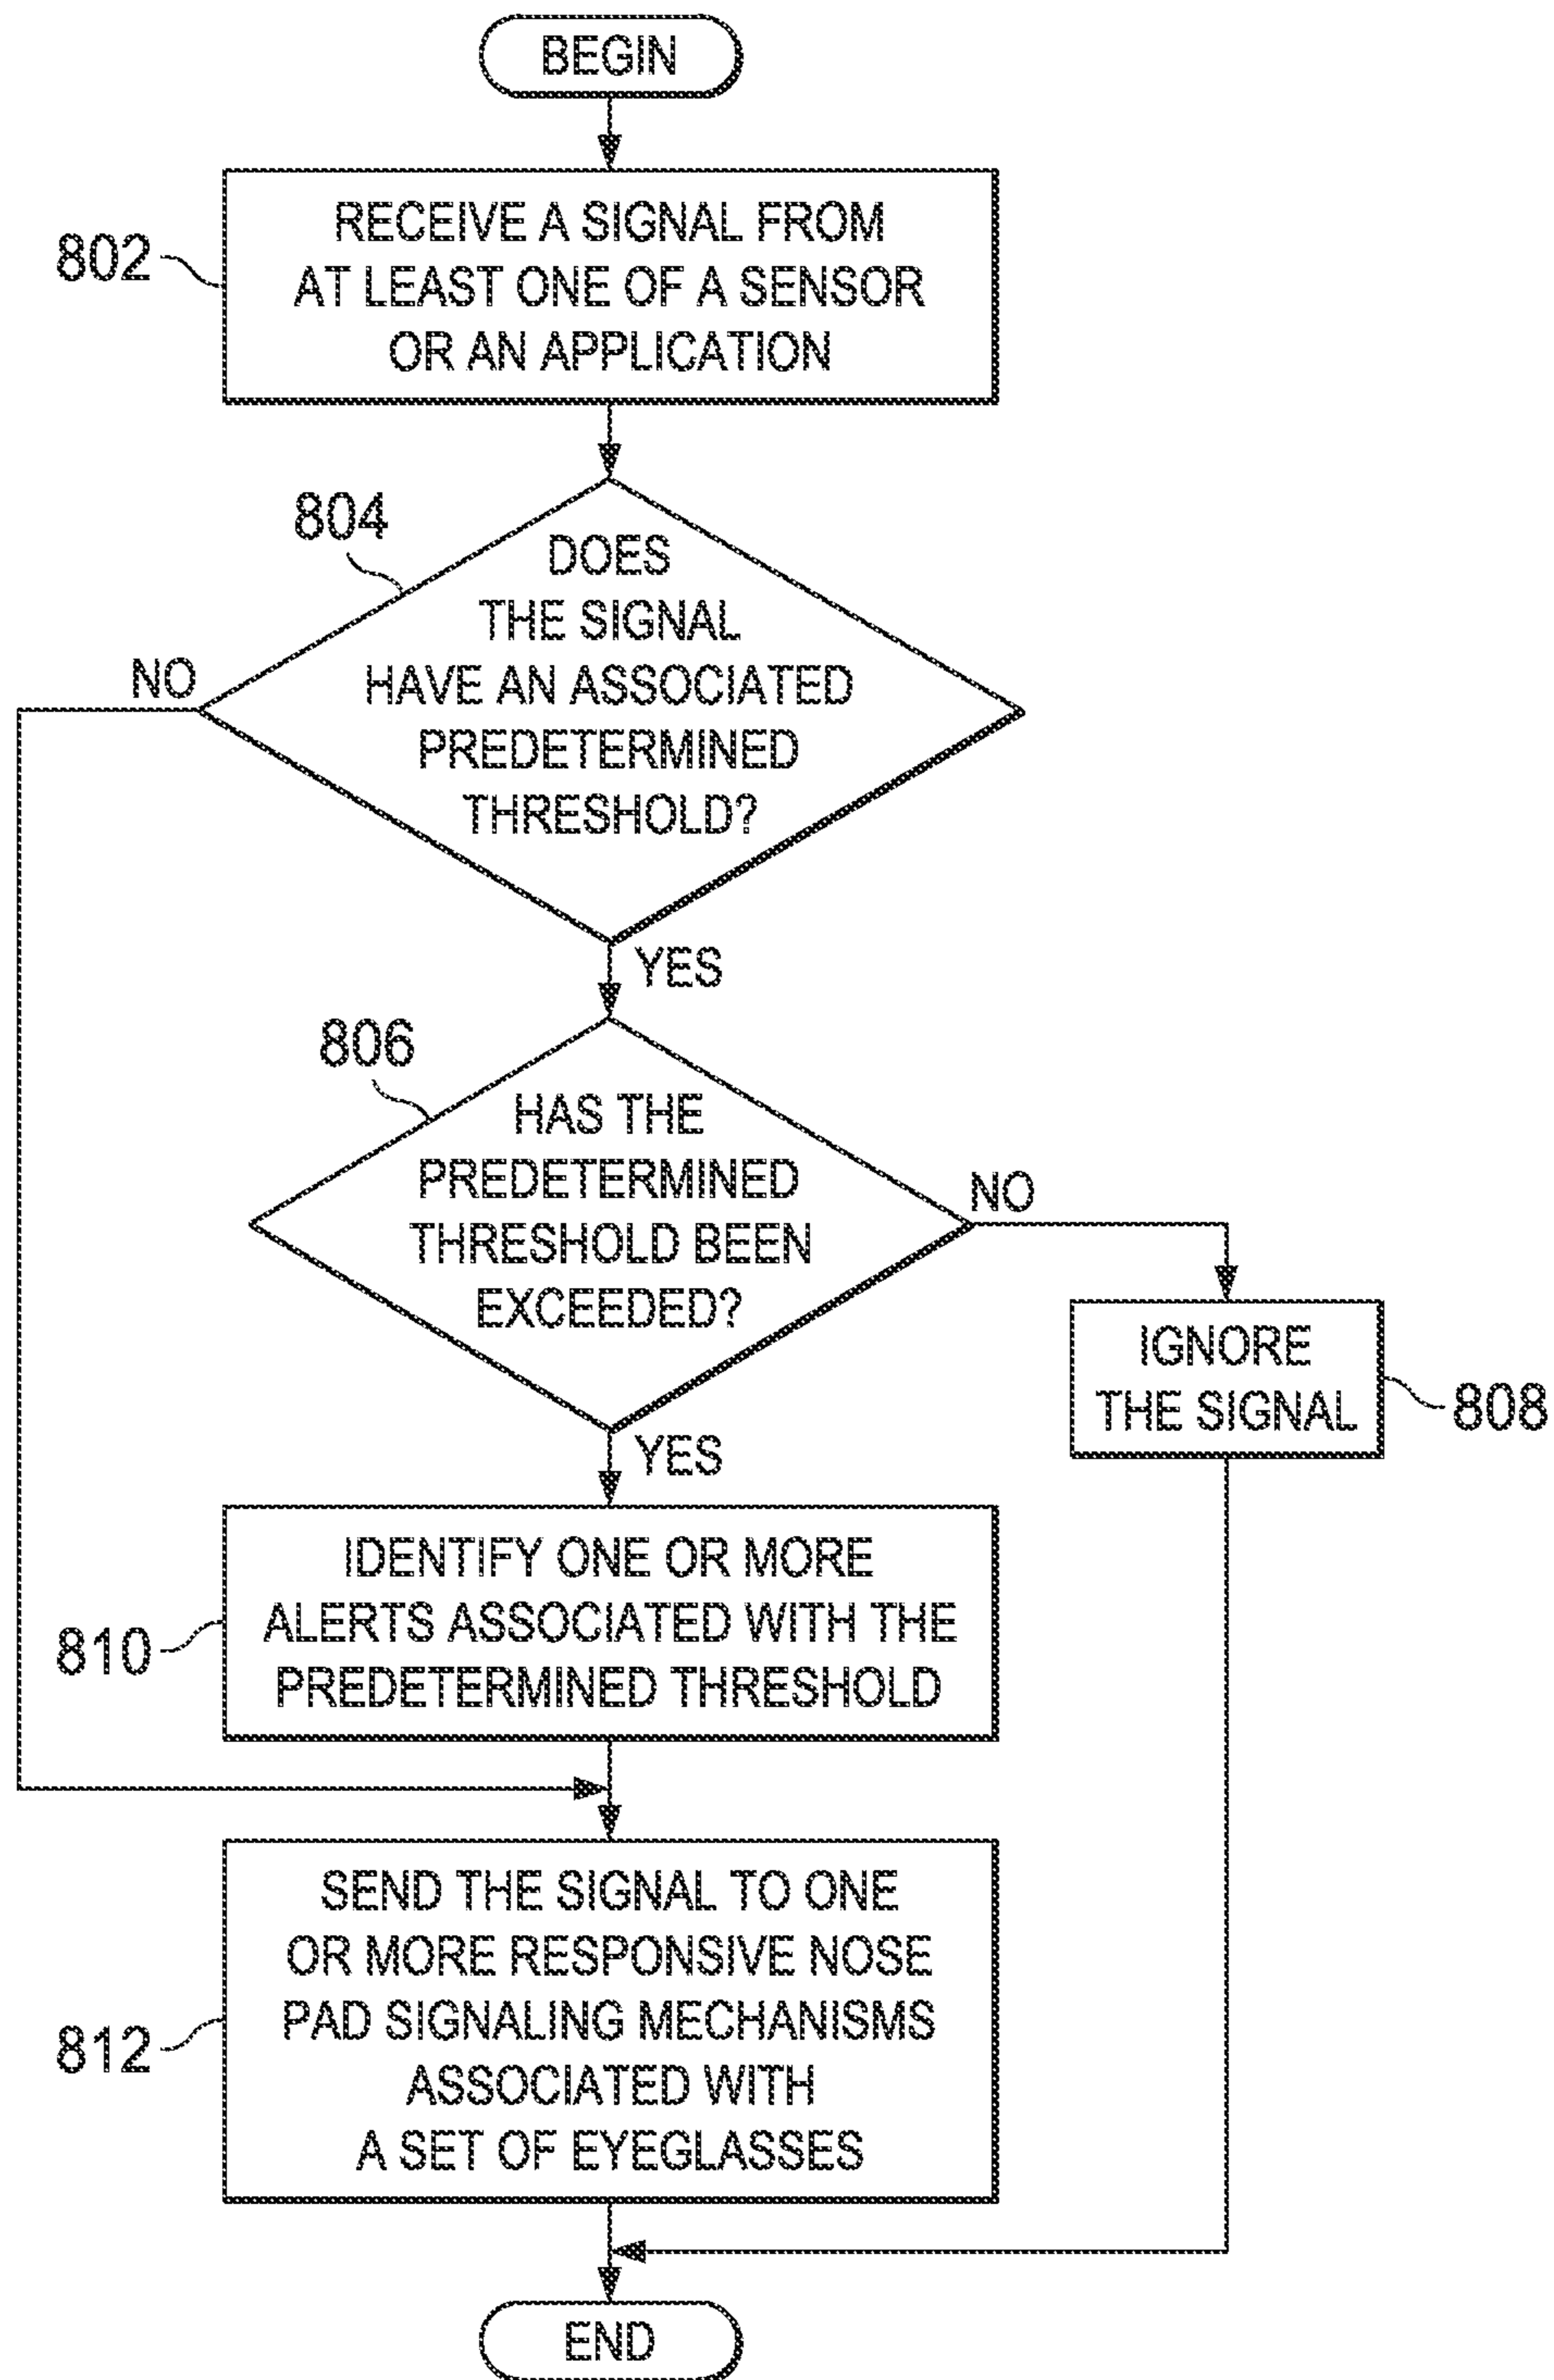 BEGIN
802
RECEIVE A SIGNAL FROM
AT LEAST ONE OF A SENSOR
OR AN APPLICATION
804
DOES
THE SIGNAL
HAVE AN ASSOCIATED
PREDETERMINED
THRESHOLD?
NO
YES
806
HAS THE
PREDETERMINED
THRESHOLD BEEN
EXCEEDED?
NO
YES
IGNORE
THE SIGNAL
808
810
IDENTIFY ONE OR MORE
ALERTS ASSOCIATED WITH THE
PREDETERMINED THRESHOLD
812
SEND THE SIGNAL TO ONE
OR MORE RESPONSIVE NOSE
PAD SIGNALING MECHANISMS
ASSOCIATED WITH
A SET OF EYEGLASSES
END